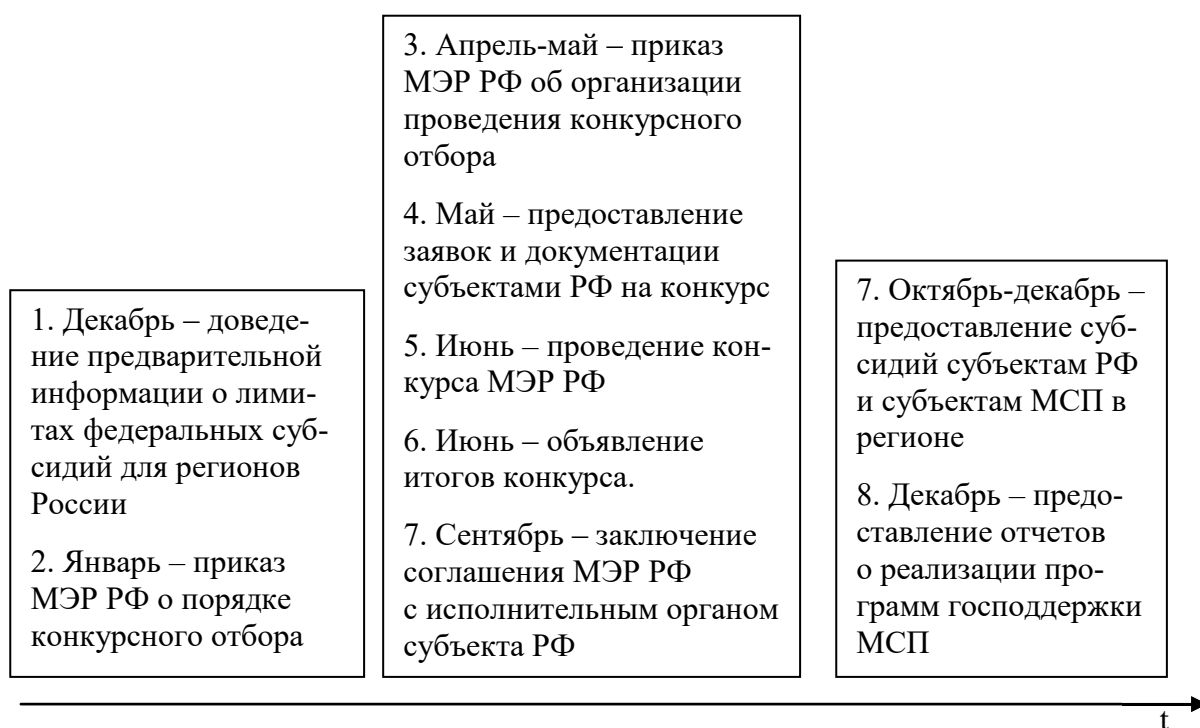 1. Декабрь – доведе-
ние предварительной
информации о лими-
тах федеральных суб-
сидий для регионов
России
2. Январь – приказ
МЭР РФ о порядке
конкурсного отбора
3. Апрель-май – приказ
МЭР РФ об организации
проведения конкурсного
отбора
4. Май – предоставление
заявок и документации
субъектами РФ на конкурс
5. Июнь – проведение кон-
курса МЭР РФ
6. Июнь – объявление
итогов конкурса.
7. Сентябрь – заключение
соглашения МЭР РФ
с исполнительным органом
субъекта РФ
7. Октябрь-декабрь –
предоставление суб-
сидий субъектам РФ
и субъектам МСП в
регионе
8. Декабрь – предо-
ставление отчетов
о реализации про-
грамм господдержки
МСП
t